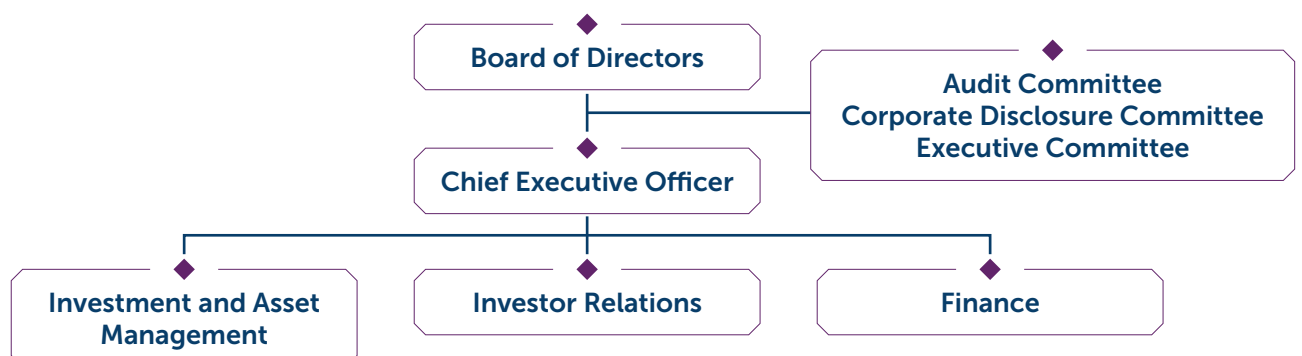 Board of Directors
Audit Committee
Corporate Disclosure Committee
Executive Committee
Chief Executive Officer
Investment and Asset
Management
Investor Relations
Finance